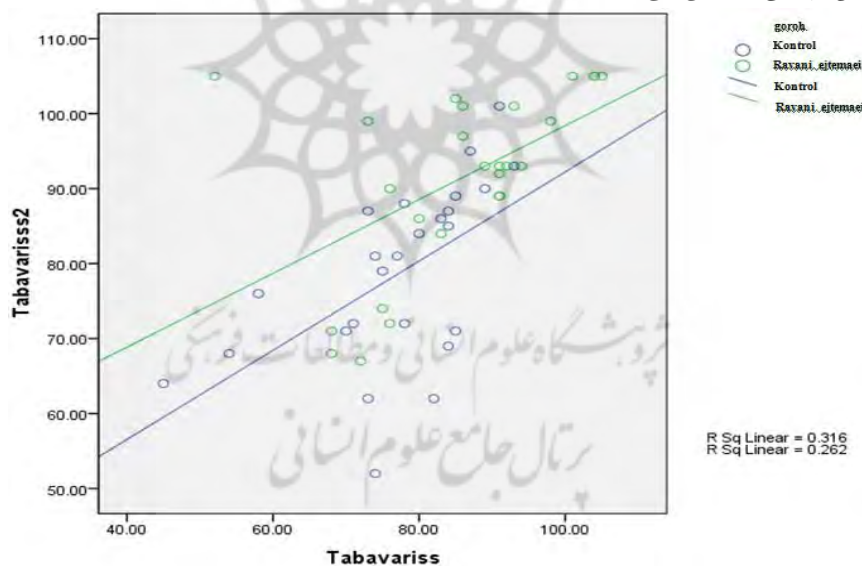 goroh
Kontrol
Ravani_ejtemaei
Kontrol
Ravani_ejtemaei
110.00
100.00
90.00
80.00
70.00
60.00
50.00
Tabavarisss2
40.00
60.00
80.00
100.00
Tabavariss
R Sq Linear = 0.316
R Sq Linear = 0.262
پژوهشگاه علوم انسانی و مطالعات فرهنگی
پرتال جامع علوم انسانی